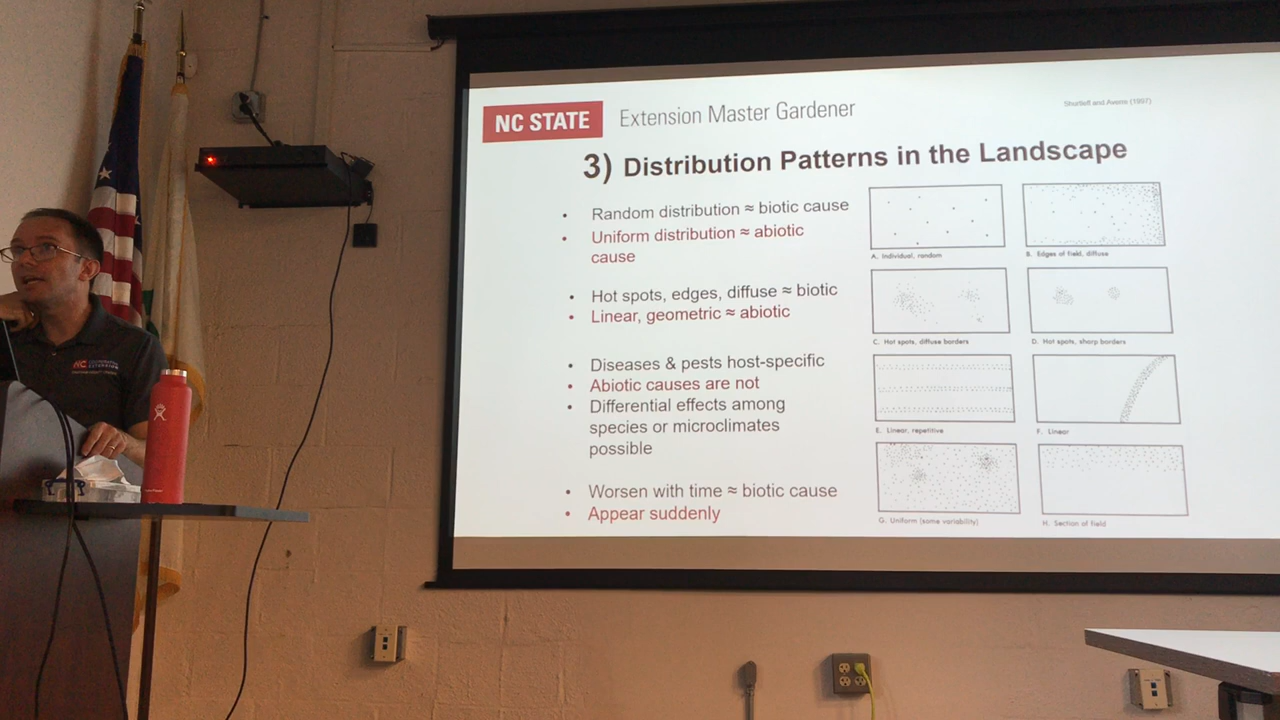 NC STATE Extension Master Gardener
Shurtleff and Averre (1997)
3) Distribution Patterns in the Landscape
• Random distribution ≈ biotic cause
• Uniform distribution ≈ abiotic
cause
• Hot spots, edges, diffuse ≈ biotic
• Linear, geometric ≈ abiotic
• Diseases & pests host-specific
• Abiotic causes are not
• Differential effects among
species or microclimates
possible
• Worsen with time ≈ biotic cause
• Appear suddenly
A. Individual, random
B. Edges of field, diffuse
C. Hot spots, diffuse borders
D. Hot spots, sharp borders
E. Linear, repetitive
F. Linear
G. Uniform (some variability)
H. Section of field
NC COOPERATIVE
EXTENSION